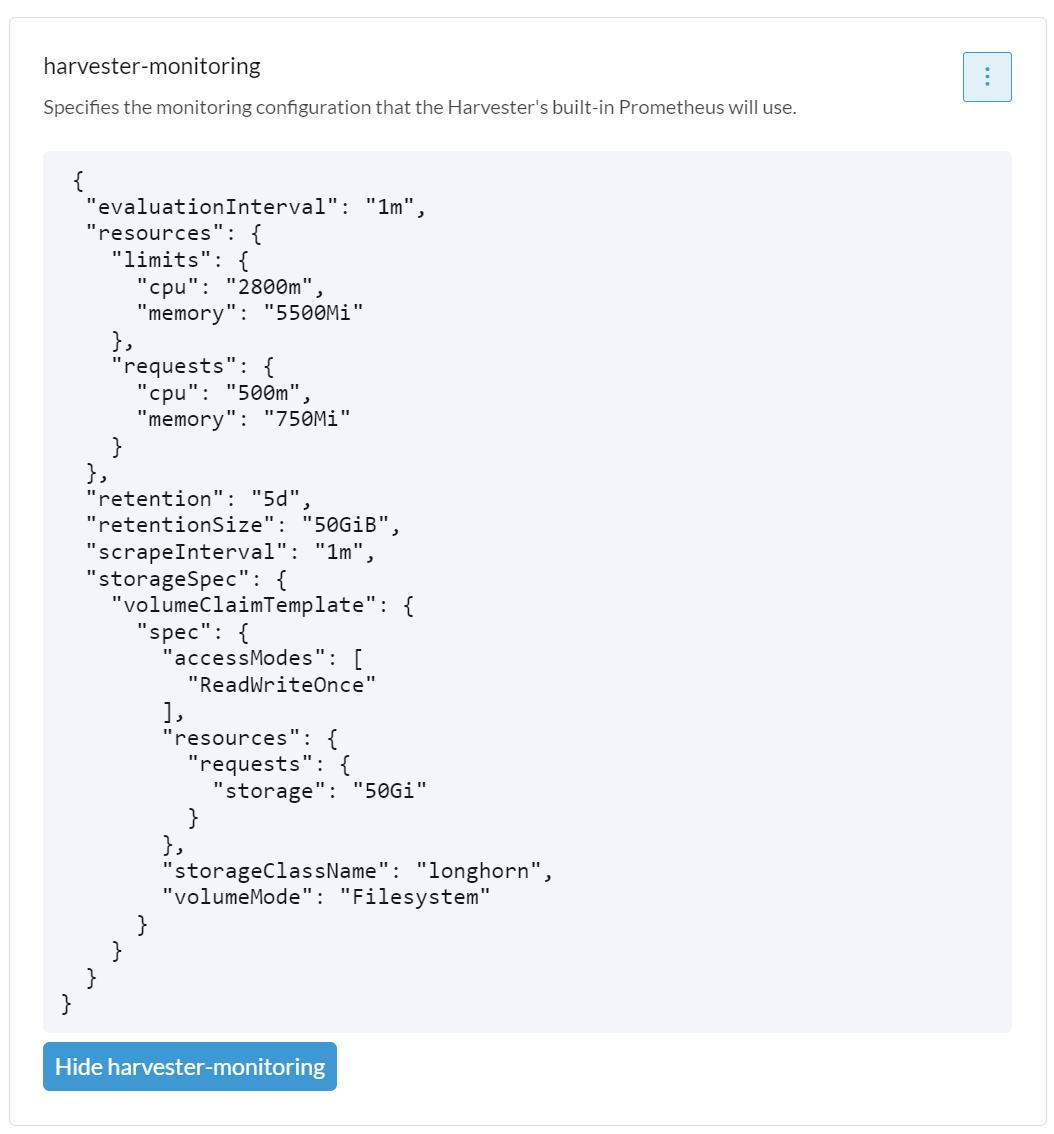 harvester-monitoring
Specifies the monitoring configuration that the Harvester's built-in Prometheus will use.
{
  "evaluationInterval": "1m",
  "resources": {
    "limits": {
      "cpu": "2800m",
      "memory": "5500Mi"
    },
    "requests": {
      "cpu": "500m",
      "memory": "750Mi"
    }
  },
  "retention": "5d",
  "retentionSize": "50GiB",
  "scrapeInterval": "1m",
  "storageSpec": {
    "volumeClaimTemplate": {
      "spec": {
        "accessModes": [
          "ReadWriteOnce"
        ],
        "resources": {
          "requests": {
            "storage": "50Gi"
          }
        },
        "storageClassName": "longhorn",
        "volumeMode": "Filesystem"
      }
    }
  }
}
Hide harvester-monitoring